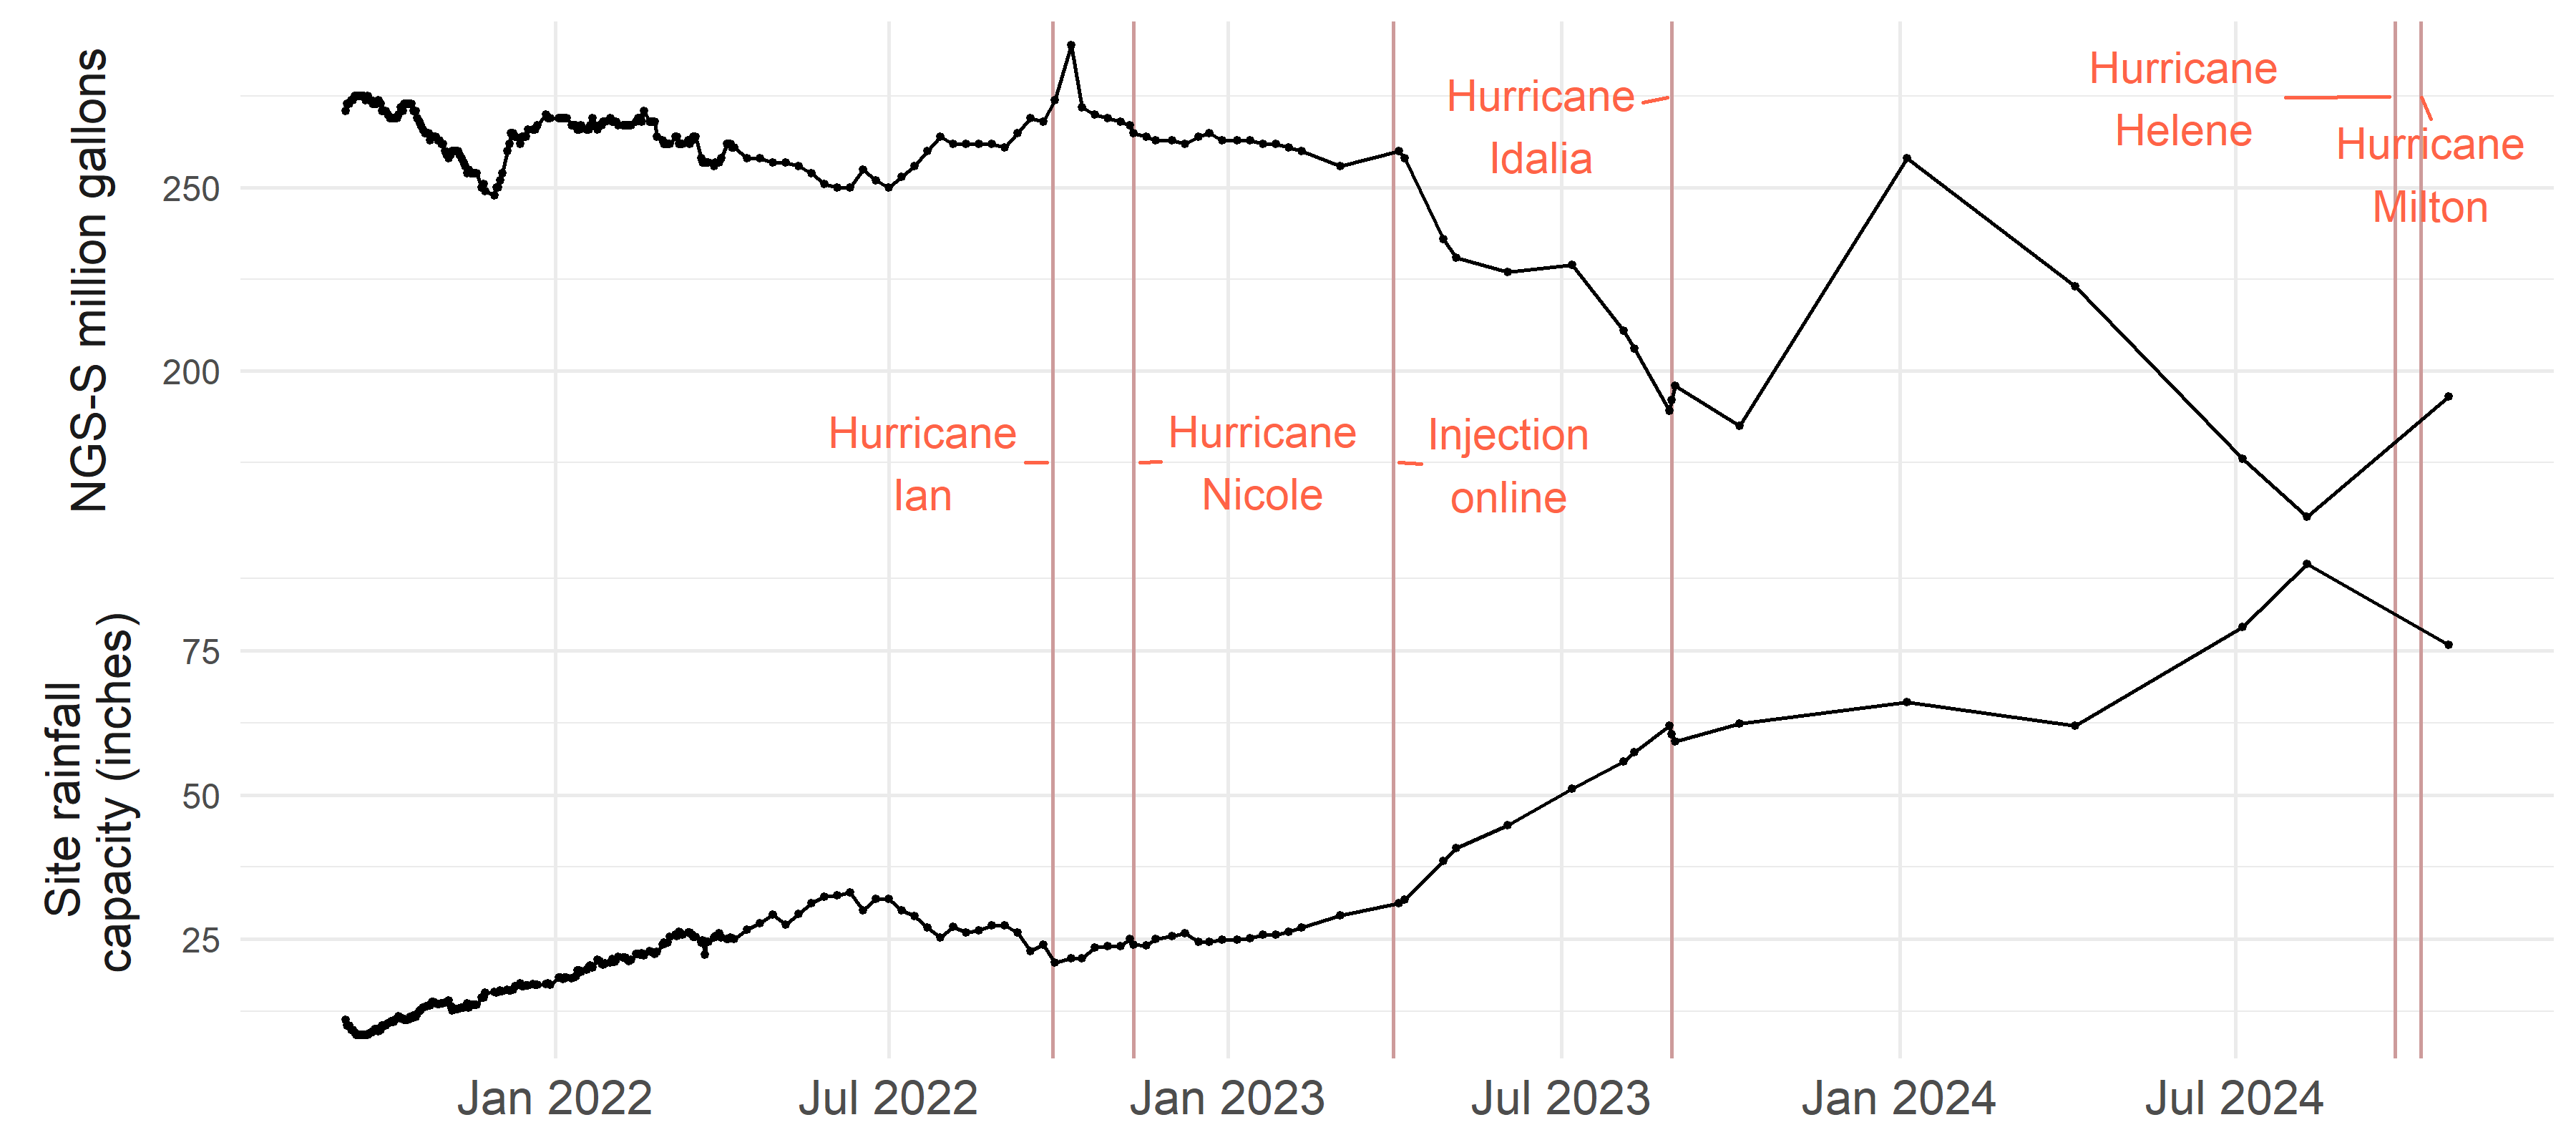 NGS-S million gallons
250
200
Hurricane
Ian
Hurricane
Nicole
Injection
online
Hurricane
Idalia
Hurricane
Helene
Hurricane
Milton
Site rainfall
capacity (inches)
75
50
25
Jan 2022
Jul 2022
Jan 2023
Jul 2023
Jan 2024
Jul 2024